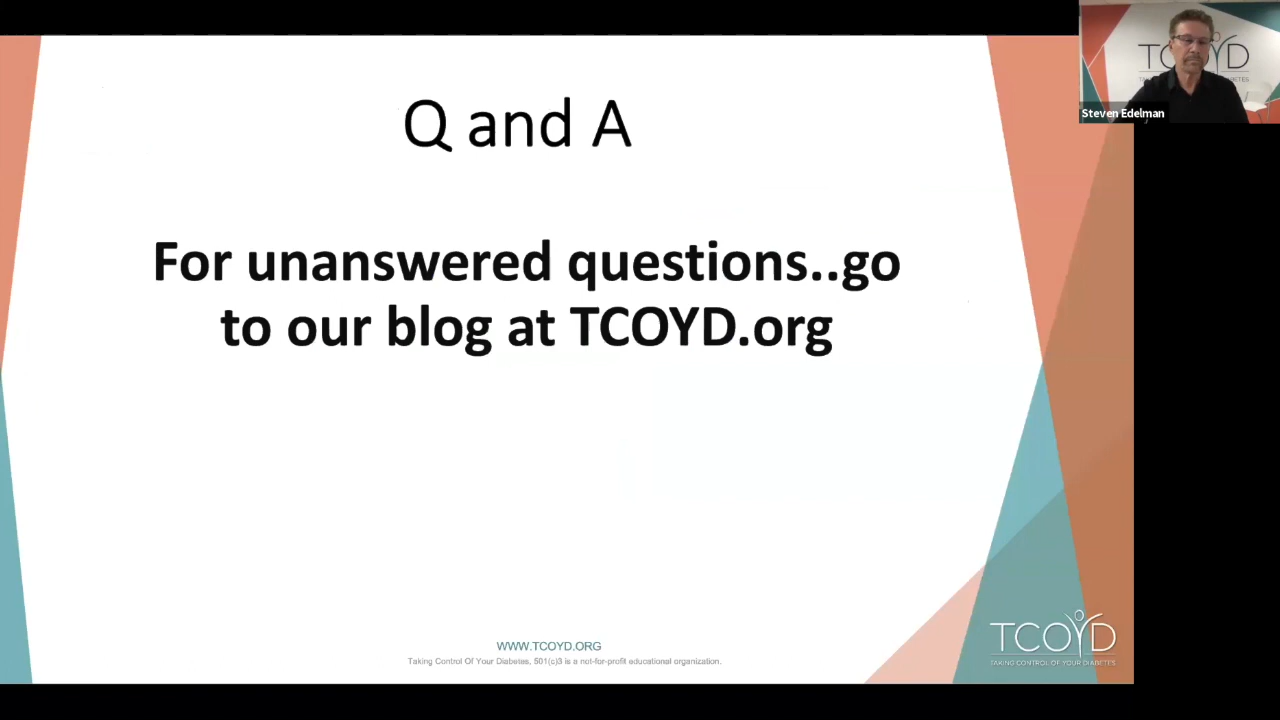 Q and A
For unanswered questions..go
to our blog at TCOYD.org
WWW.TCOYD.ORG
Taking Control Of Your Diabetes, 501(c)3 is a not-for-profit educational organization.
TCOYD
TAKING CONTROL OF YOUR DIABETES
TCOYD
Steven Edelman